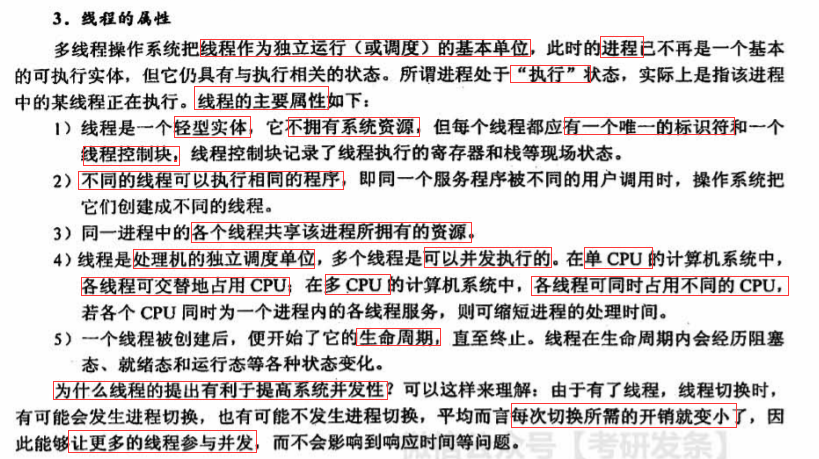 3. 线程的属性
多线程操作系统把线程作为独立运行（或调度）的基本单位，此时的进程已不再是一个基本
的可执行实体，但它仍具有与执行相关的状态。所谓进程处于“执行”状态，实际上是指该进程
中的某线程正在执行。线程的主要属性如下：
1）线程是一个轻型实体，它不拥有系统资源，但每个线程都应有一个唯一的标识符和一个
线程控制块，线程控制块记录了线程执行的寄存器和栈等现场状态。
2）不同的线程可以执行相同的程序，即同一个服务程序被不同的用户调用时，操作系统把
它们创建成不同的线程。
3）同一进程中的各个线程共享该进程所拥有的资源。
4）线程是处理机的独立调度单位，多个线程是可以并发执行的。在单 CPU 的计算机系统中，
各线程可交替地占用 CPU；在多 CPU 的计算机系统中，各线程可同时占用不同的 CPU，
若各个 CPU 同时为一个进程内的各线程服务，则可缩短进程的处理时间。
5）一个线程被创建后，便开始了它的生命周期，直至终止。线程在生命周期内会经历阻塞
态、就绪态和运行态等各种状态变化。
为什么线程的提出有利于提高系统并发性？可以这样来理解：由于有了线程，线程切换时，
有可能会发生进程切换，也有可能不发生进程切换，平均而言每次切换所需的开销就变小了，因
此能够让更多的线程参与并发，而不会影响到响应时间等问题。
微信公众号【考研发条】